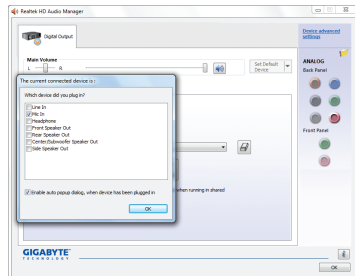 Realtek HD Audio Manager
Digital Output
Device advanced
settings
Main Volume
L
R
Set Default
Device
ANALOG
Back Panel
Front Panel
The current connected device is :
Which device did you plug in?
Line In
Mic In
Headphone
Front Speaker Out
Rear Speaker Out
Center/Subwoofer Speaker Out
Side Speaker Out
Enable auto popup dialog, when device has been plugged in
OK
when running in shared
GIGABYTE
TECHNOLOGY
OK